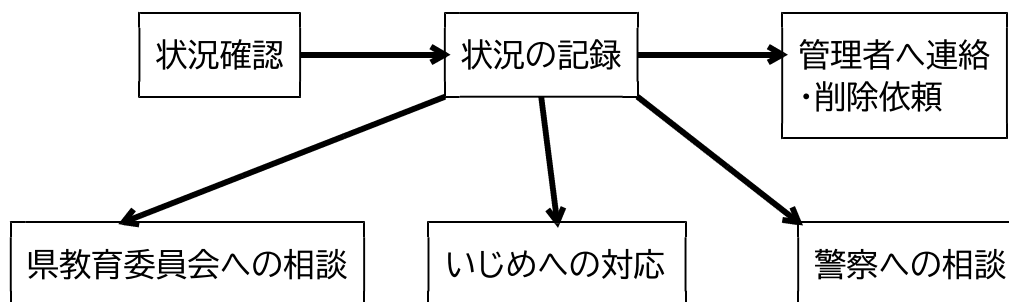 状況確認
状況の記録
管理者へ連絡
・削除依頼
県教育委員会への相談
いじめへの対応
警察への相談